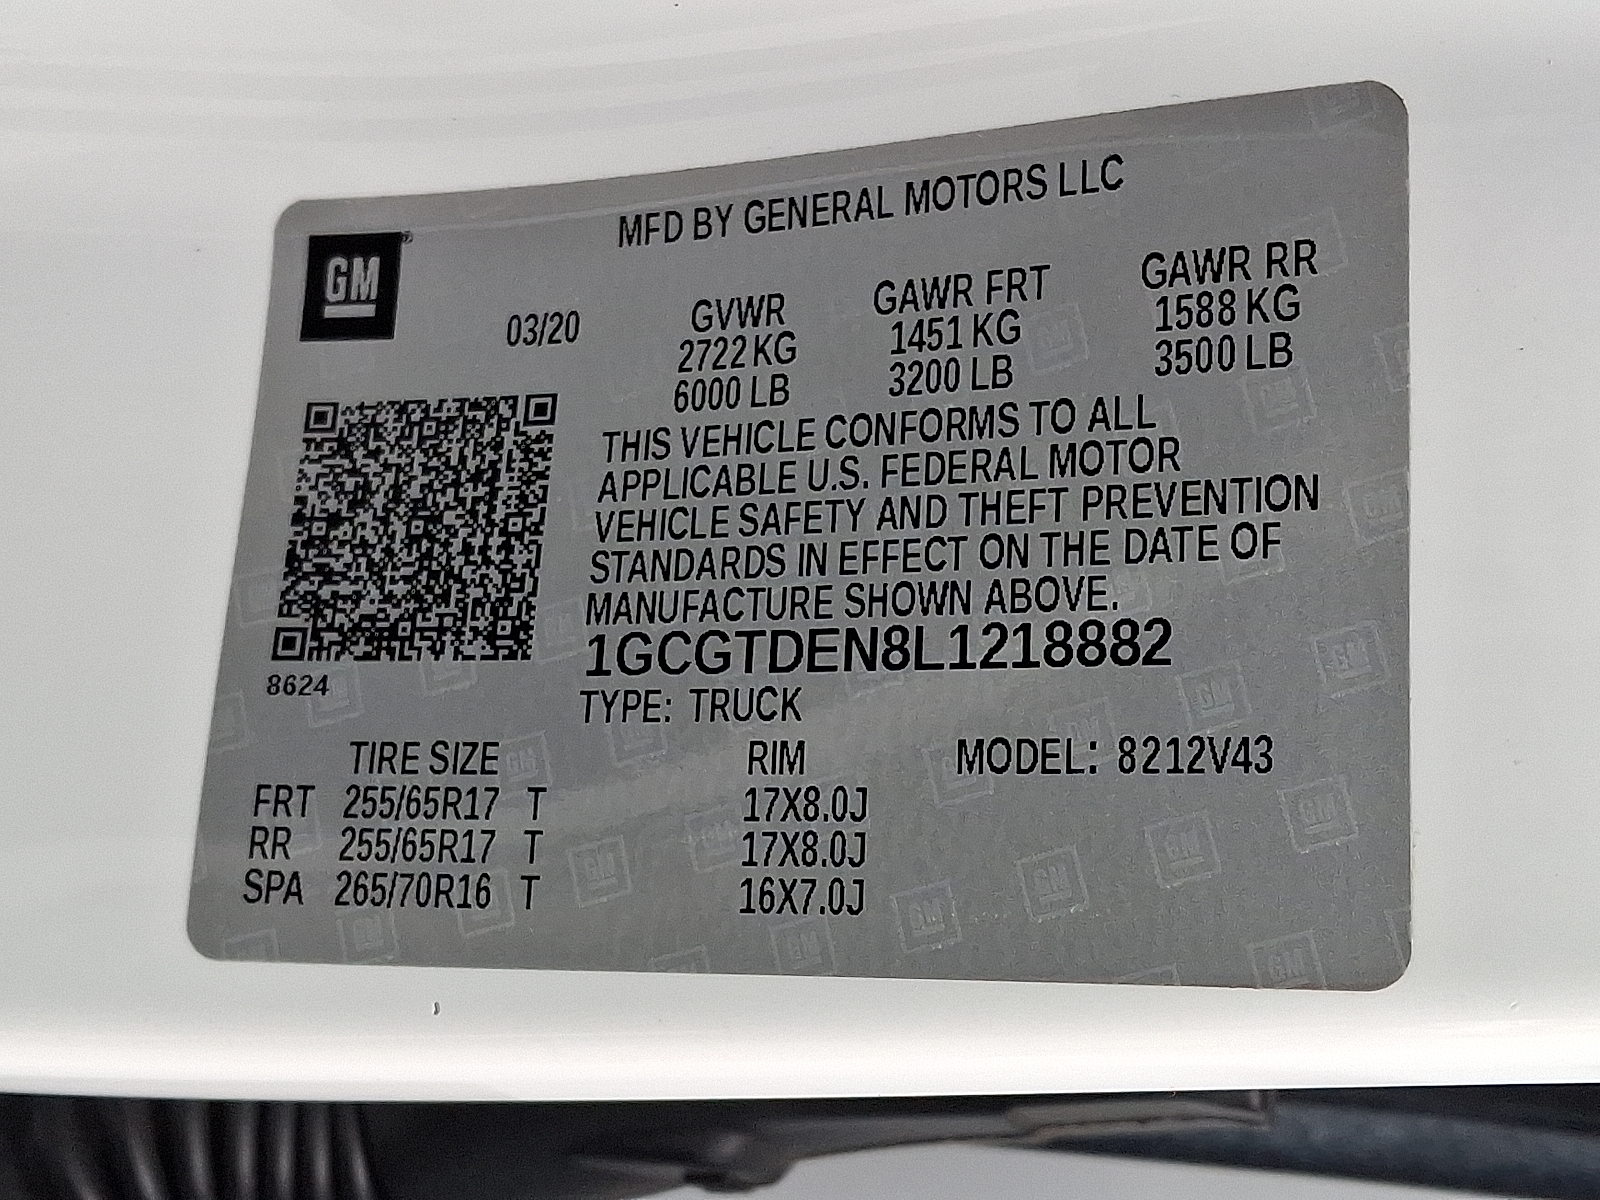 MFD BY GENERAL MOTORS LLC
GM
03/20 GVWR GAWR FRT GAWR RR
2722 KG 1451 KG 1588 KG
6000 LB 3200 LB 3500 LB
THIS VEHICLE CONFORMS TO ALL
APPLICABLE U.S. FEDERAL MOTOR
VEHICLE SAFETY AND THEFT PREVENTION
STANDARDS IN EFFECT ON THE DATE OF
MANUFACTURE SHOWN ABOVE.
1GCGTDEN8L1218882
8624
TYPE: TRUCK
TIRE SIZE RIM MODEL: 8212V43
FRT 255/65R17 T 17X8.0J
RR 255/65R17 T 17X8.0J
SPA 265/70R16 T 16X7.0J